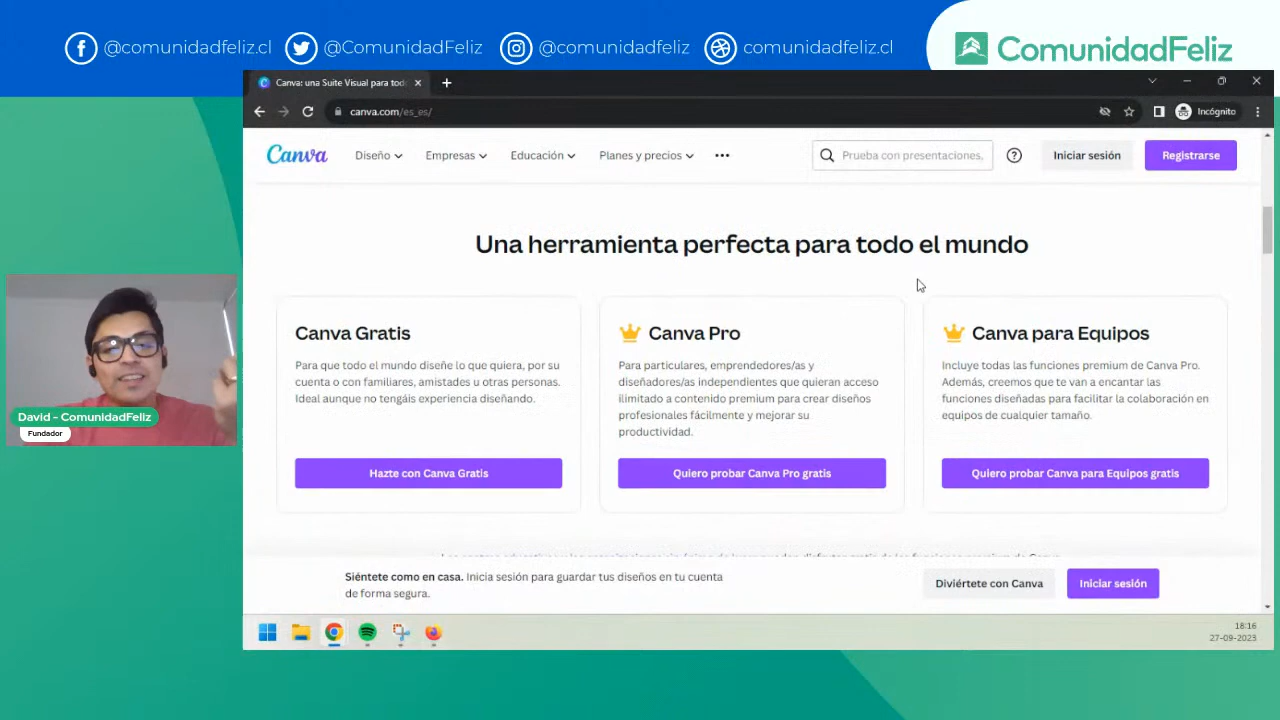 @comunidadfeliz.cl
@ComunidadFeliz
@comunidadfeliz
comunidadfeliz.cl
ComunidadFeliz
Canva: una Suite Visual para tod
canva.com/es_es/
Incógnito
Canva
Diseño
Empresas
Educación
Planes y precios
Prueba con presentaciones,
Iniciar sesión
Registrarse
Una herramienta perfecta para todo el mundo
Canva Gratis
Para que todo el mundo diseñe lo que quiera, por su
cuenta o con familiares, amistades u otras personas.
Ideal aunque no tengáis experiencia diseñando.
Hazte con Canva Gratis
Canva Pro
Para particulares, emprendedores/as y
diseñadores/as independientes que quieran acceso
ilimitado a contenido premium para crear diseños
profesionales fácilmente y mejorar su
productividad.
Quiero probar Canva Pro gratis
Canva para Equipos
Incluye todas las funciones premium de Canva Pro.
Además, creemos que te van a encantar las
funciones diseñadas para facilitar la colaboración en
equipos de cualquier tamaño.
Quiero probar Canva para Equipos gratis
David - ComunidadFeliz
Fundador
Siéntete como en casa. Inicia sesión para guardar tus diseños en tu cuenta
de forma segura.
Diviértete con Canva
Iniciar sesión
18:16
27-09-2023